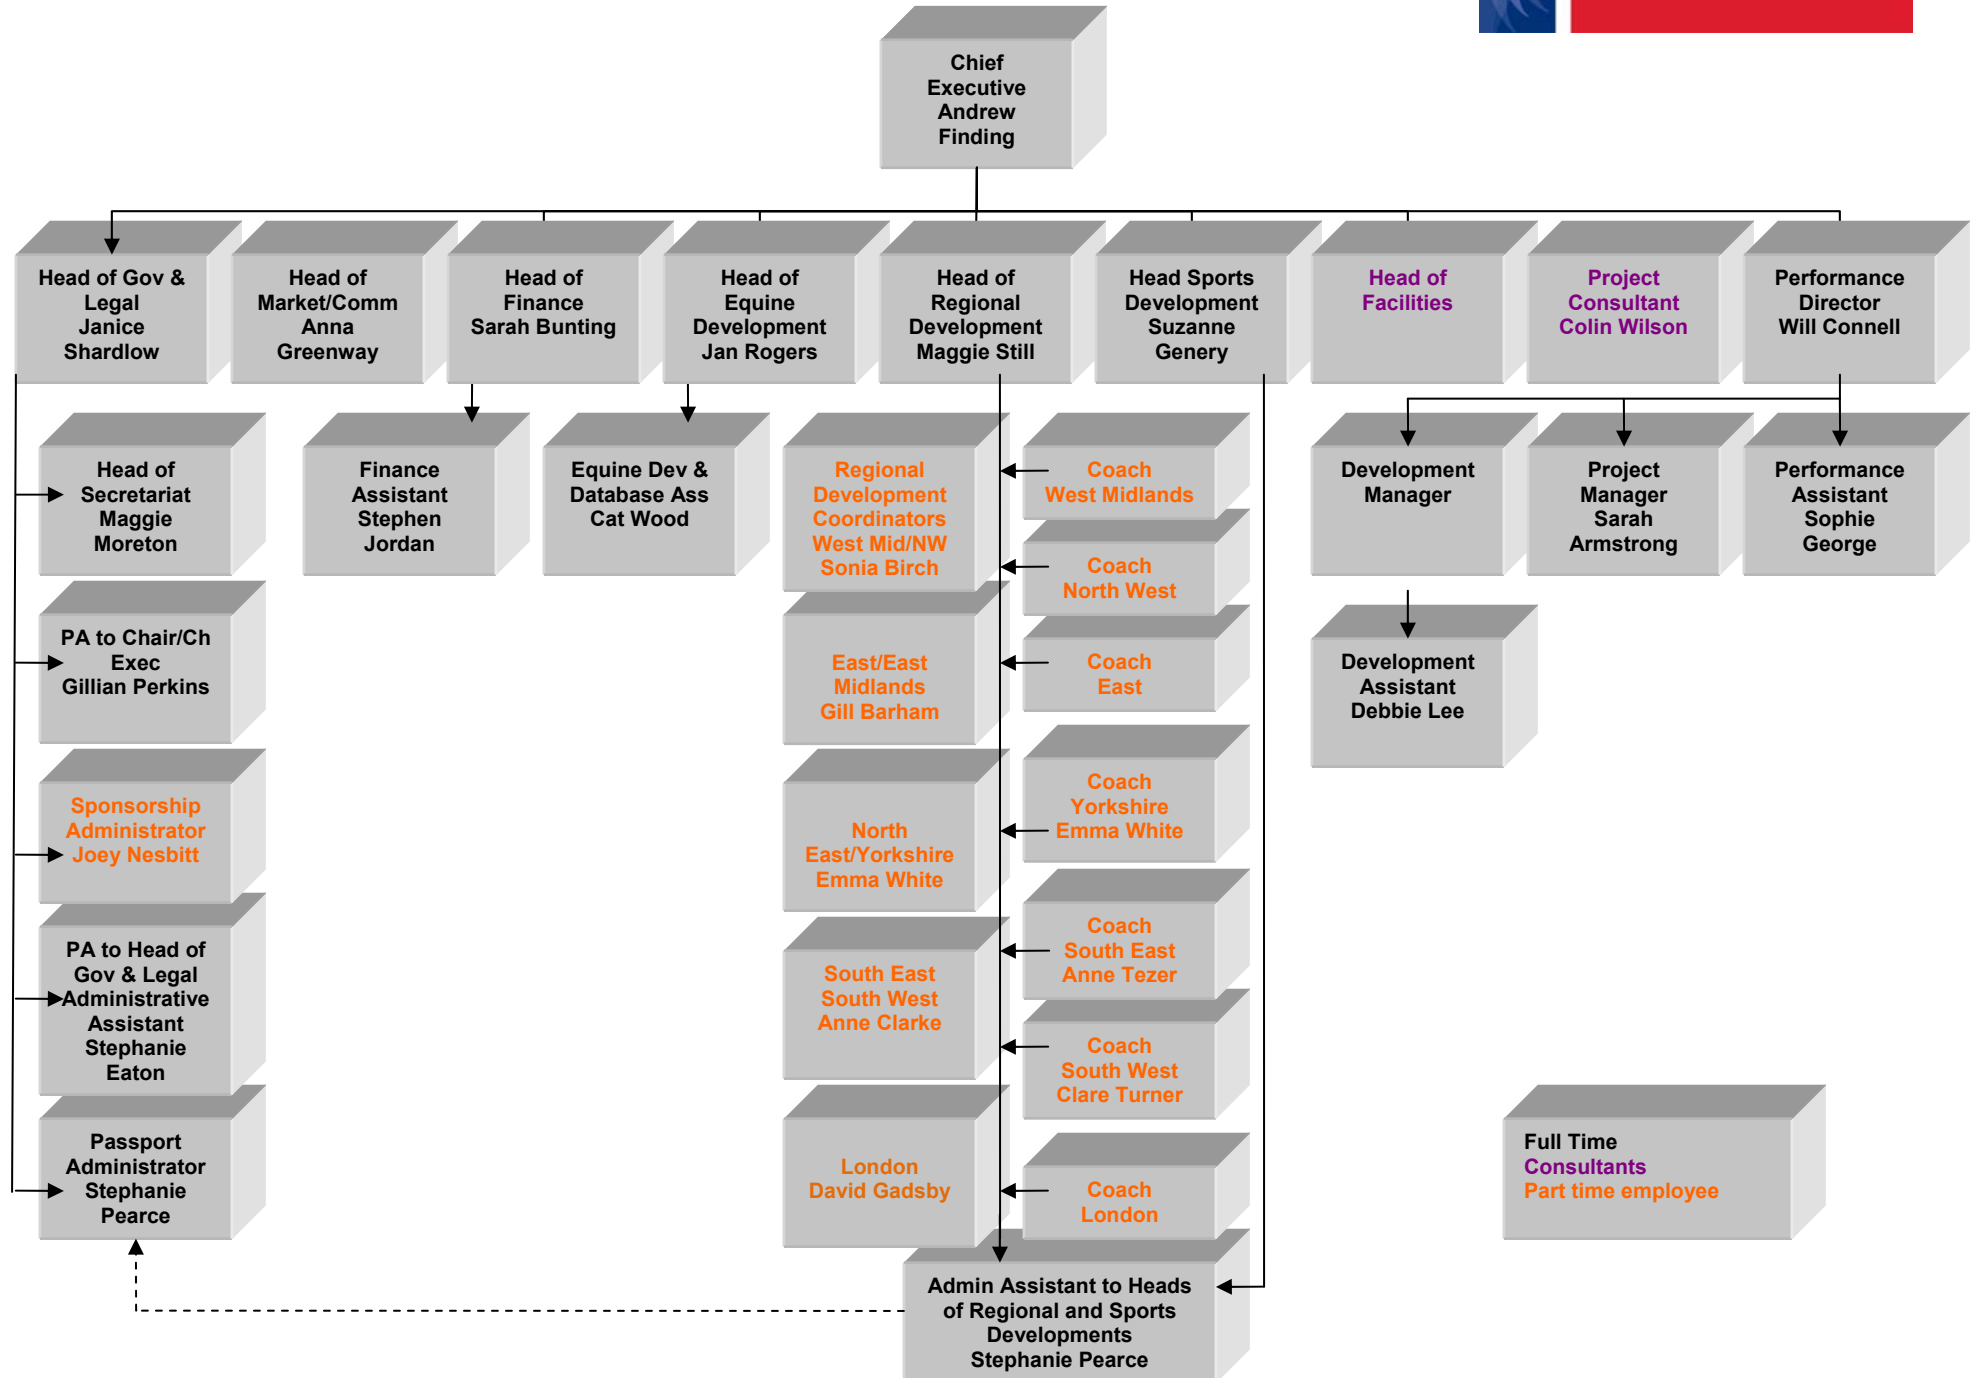 Chief
Executive
Andrew
Finding
Head of Gov &
Legal
Janice
Shardlow
Head of
Market/Comm
Anna
Greenway
Head of
Finance
Sarah Bunting
Head of
Equine
Development
Jan Rogers
Head of
Regional
Development
Maggie Still
Head Sports
Development
Suzanne
Genery
Head of
Facilities
Project
Consultant
Colin Wilson
Performance
Director
Will Connell
Head of
Secretariat
Maggie
Moreton
Finance
Assistant
Stephen
Jordan
Equine Dev &
Database Ass
Cat Wood
Regional
Development
Coordinators
West Mid/NW
Sonia Birch
Coach
West Midlands
Development
Manager
Project
Manager
Sarah
Armstrong
Performance
Assistant
Sophie
George
Coach
North West
PA to Chair/Ch
Exec
Gillian Perkins
East/East
Midlands
Gill Barham
Coach
East
Development
Assistant
Debbie Lee
Sponsorship
Administrator
Joey Nesbitt
North
East/Yorkshire
Emma White
Coach
Yorkshire
Emma White
PA to Head of
Gov & Legal
Administrative
Assistant
Stephanie
Eaton
South East
South West
Anne Clarke
Coach
South East
Anne Tezer
Coach
South West
Clare Turner
Passport
Administrator
Stephanie
Pearce
London
David Gadsby
Coach
London
Full Time
Consultants
Part time employee
Admin Assistant to Heads
of Regional and Sports
Developments
Stephanie Pearce